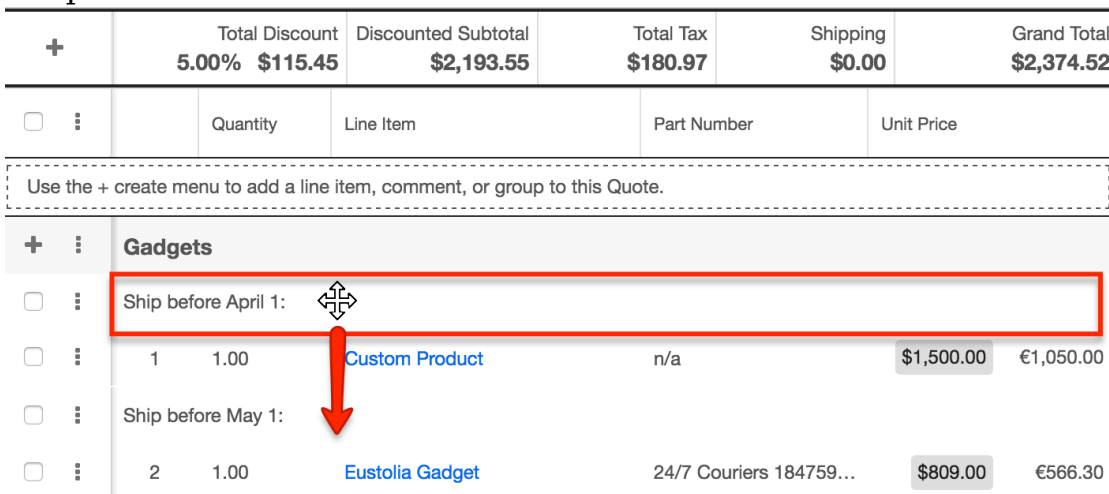 Total Discount Discounted Subtotal Total Tax Shipping Grand Total
5.00% $115.45 $2,193.55 $180.97 $0.00 $2,374.52
Quantity Line Item Part Number Unit Price
Use the + create menu to add a line item, comment, or group to this Quote.
Gadgets
Ship before April 1:
1 1.00 Custom Product n/a $1,500.00 €1,050.00
Ship before May 1:
2 1.00 Eustolia Gadget 24/7 Couriers 184759... $809.00 €566.30